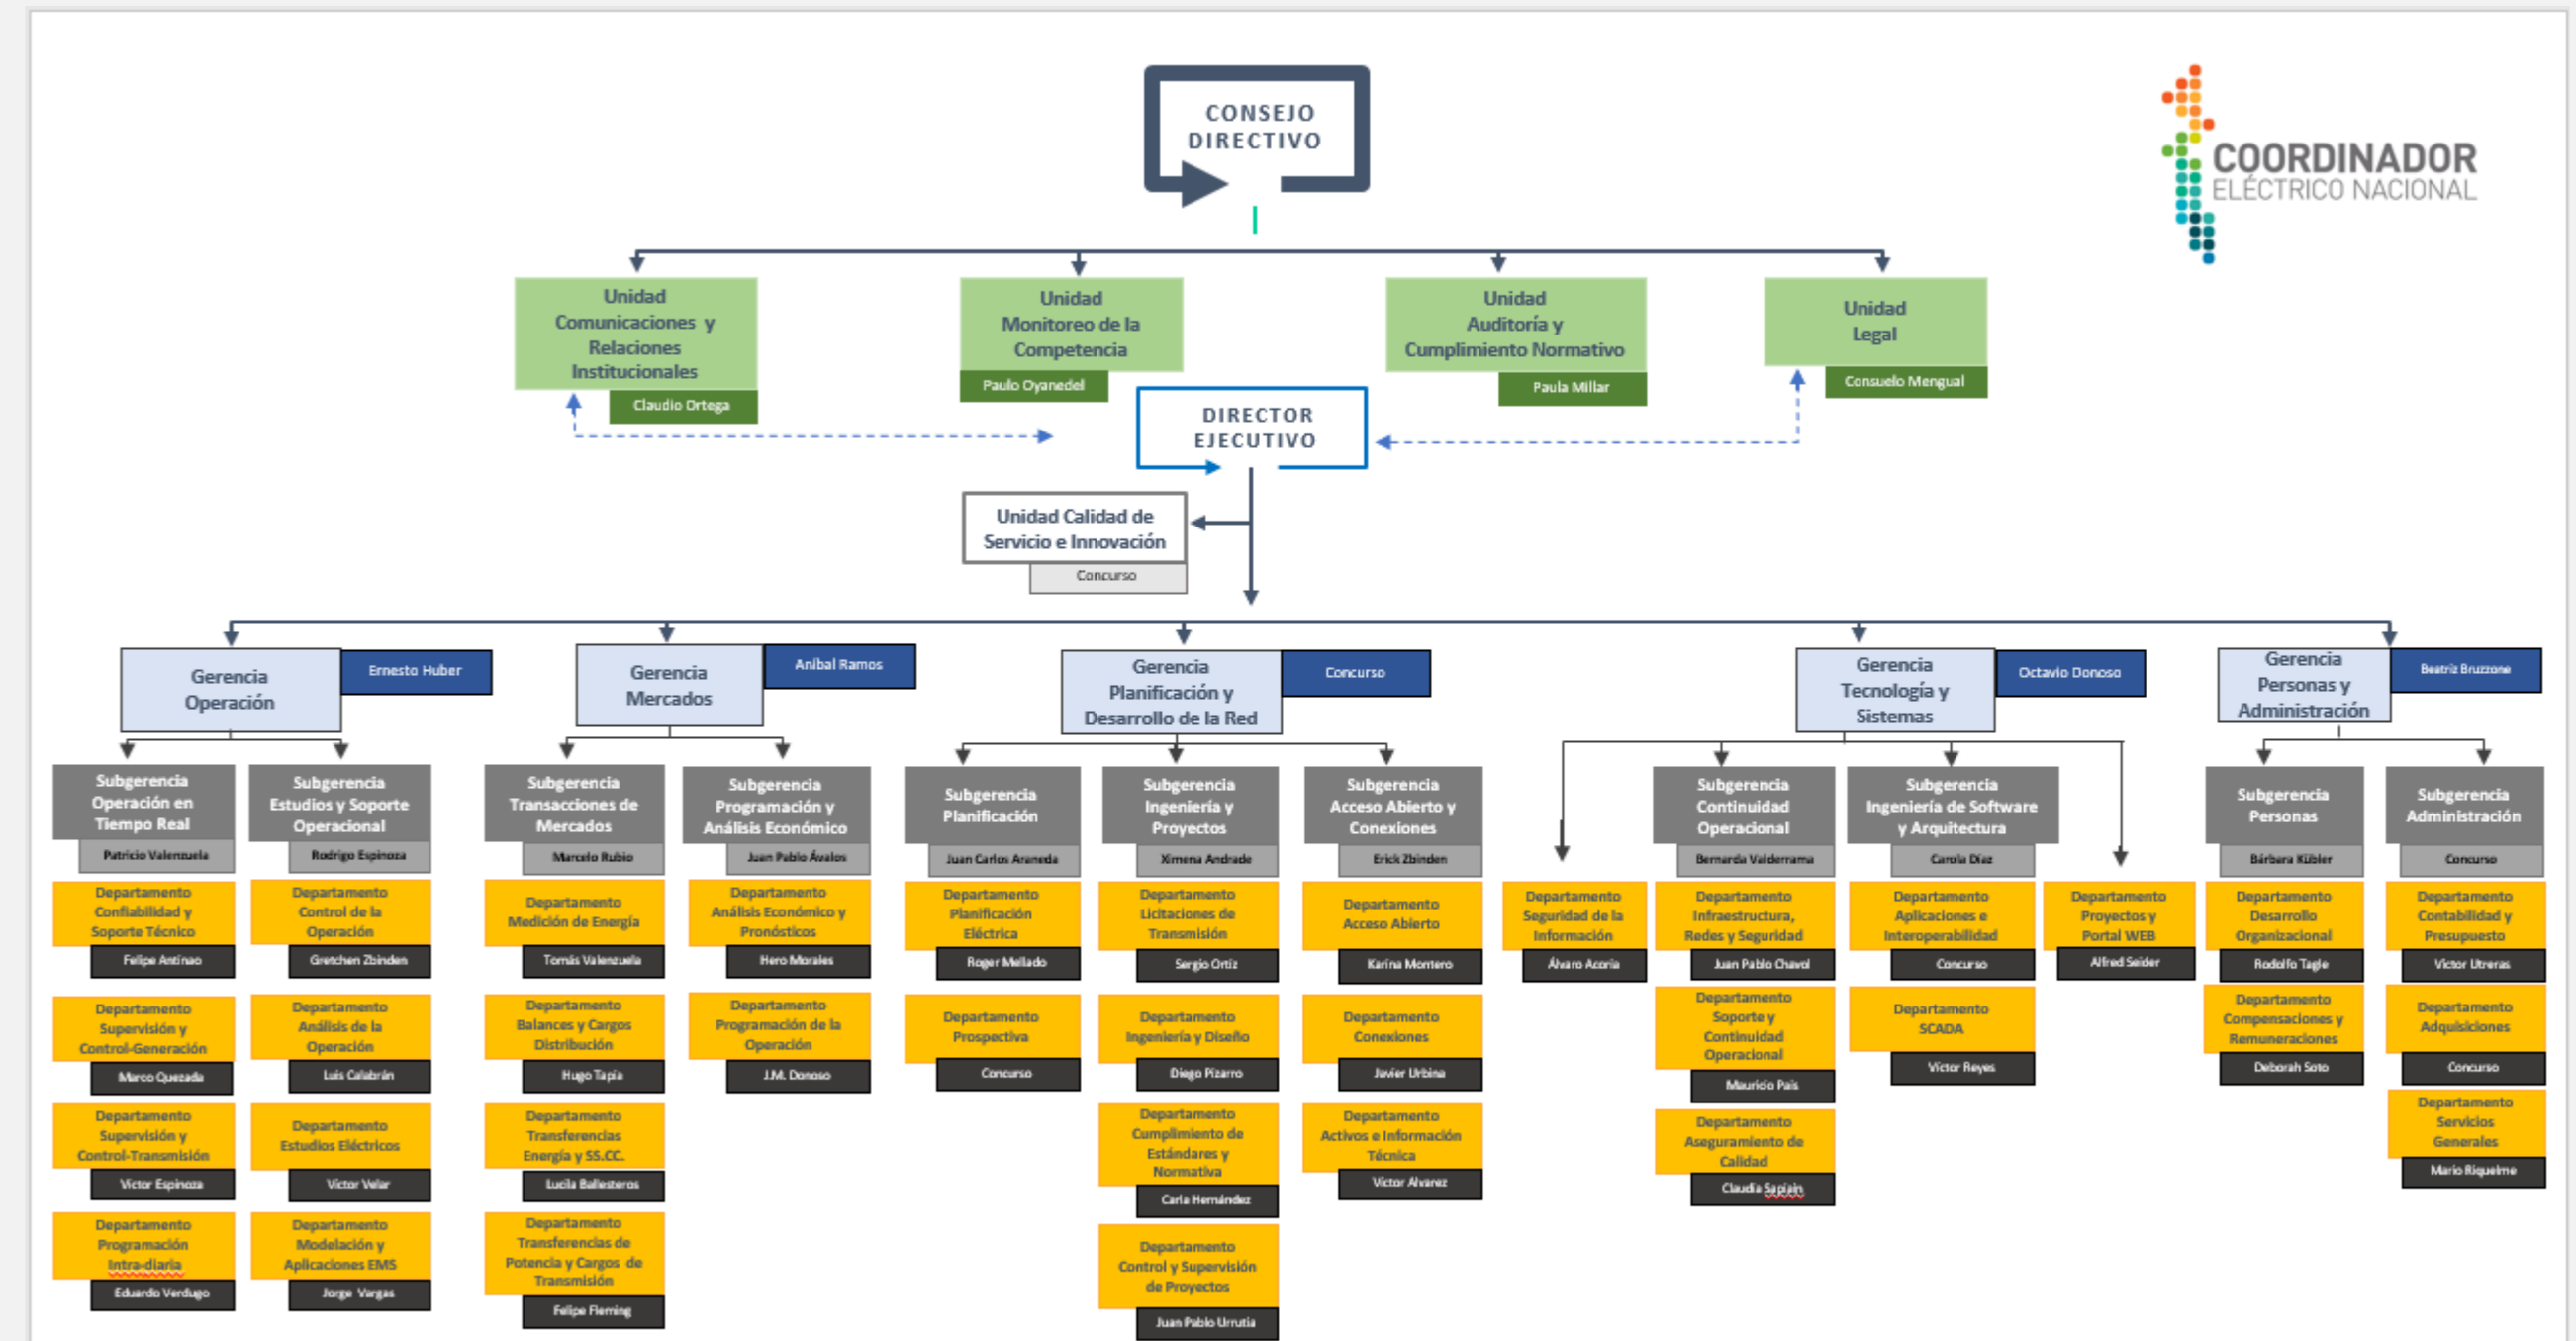 CONSEJO
DIRECTIVO
COORDINADOR
ELÉCTRICO NACIONAL
Unidad
Comunicaciones y
Relaciones
Institucionales
Claudio Ortega
Unidad
Monitoreo de la
Competencia
Paulo Oyanedel
Unidad
Auditoría y
Cumplimiento Normativo
Paula Millar
Unidad
Legal
Consuelo Mengual
DIRECTOR
EJECUTIVO
Unidad Calidad de
Servicio e Innovación
Concurso
Gerencia
Operación
Ernesto Huber
Gerencia
Mercados
Aníbal Ramos
Gerencia
Planificación y
Desarrollo de la Red
Concurso
Gerencia
Tecnología y
Sistemas
Octavio Donoso
Gerencia
Personas y
Administración
Beatriz Bruzzone
Subgerencia
Operación en
Tiempo Real
Patricio Valenzuela
Departamento
Confiabilidad y
Soporte Técnico
Felipe Antinao
Departamento
Supervisión y
Control-Generación
Marco Quezada
Departamento
Supervisión y
Control-Transmisión
Víctor Espinoza
Departamento
Programación
Intra-diaria
Eduardo Verdugo
Subgerencia
Estudios y Soporte
Operacional
Rodrigo Espinoza
Departamento
Control de la
Operación
Gretchen Zbinden
Departamento
Análisis de la
Operación
Luis Calabrán
Departamento
Estudios Eléctricos
Víctor Velar
Departamento
Modelación y
Aplicaciones EMS
Jorge Vargas
Subgerencia
Transacciones de
Mercados
Marcelo Rubio
Departamento
Medición de Energía
Tomás Valenzuela
Departamento
Balances y Cargos
Distribución
Hugo Tapia
Departamento
Transferencias
Energía y SS.CC.
Lucila Ballesteros
Departamento
Transferencias de
Potencia y Cargos de
Transmisión
Felipe Fleming
Subgerencia
Programación y
Análisis Económico
Juan Pablo Ávalos
Departamento
Análisis Económico y
Pronósticos
Hero Morales
Departamento
Programación de la
Operación
J.M. Donoso
Subgerencia
Planificación
Juan Carlos Araneda
Departamento
Planificación
Eléctrica
Roger Mellado
Departamento
Prospectiva
Concurso
Subgerencia
Ingeniería y
Proyectos
Ximena Andrade
Departamento
Licitaciones de
Transmisión
Sergio Ortiz
Departamento
Ingeniería y Diseño
Diego Pizarro
Departamento
Cumplimiento de
Estándares y
Normativa
Carla Hernández
Departamento
Control y Supervisión
de Proyectos
Juan Pablo Urrutia
Subgerencia
Acceso Abierto y
Conexiones
Erick Zbinden
Departamento
Acceso Abierto
Karina Montero
Departamento
Conexiones
Javier Urbina
Departamento
Activos e Información
Técnica
Víctor Alvarez
Departamento
Seguridad de la
Información
Álvaro
Subgerencia
Continuidad
Operacional
Bernarda Valderrama
Departamento
Infraestructura,
Redes y Seguridad
Juan Pablo
Departamento
Soporte y
Continuidad
Operacional
Mauricio Pais
Departamento
Aseguramiento de
Calidad
Claudia Sapiain
Subgerencia
Ingeniería de Software
y Arquitectura
Carola Díaz
Departamento
Aplicaciones e
Interoperabilidad
Concurso
Departamento
SCADA
Víctor Reyes
Departamento
Proyectos y
Portal WEB
Alfred Seider
Subgerencia
Personas
Bárbara Kübler
Departamento
Desarrollo
Organizacional
Rodolfo Tagle
Departamento
Compensaciones y
Remuneraciones
Deborah Soto
Subgerencia
Administración
Concurso
Departamento
Contabilidad y
Presupuesto
Víctor Utreras
Departamento
Adquisiciones
Concurso
Departamento
Servicios
Generales
Mario Riquelme